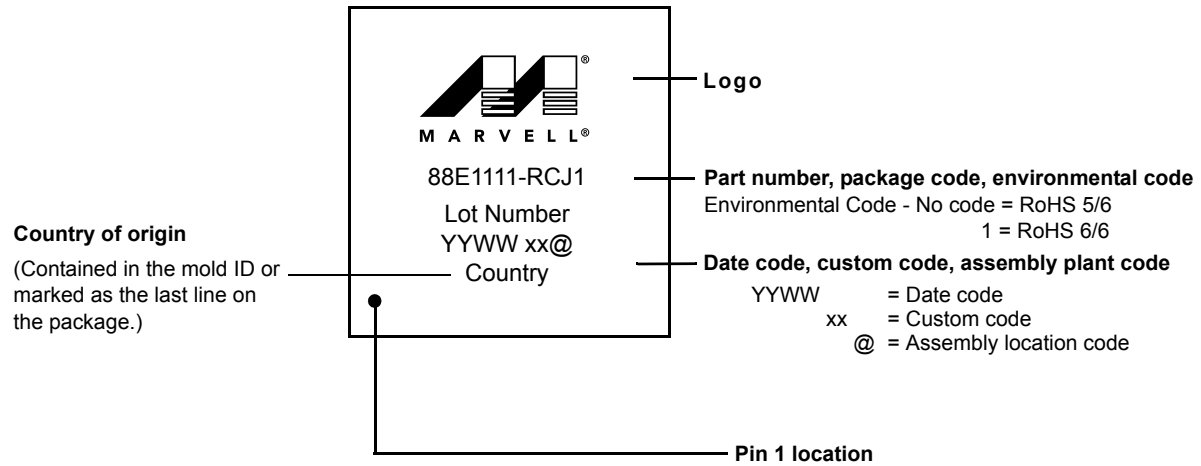 ®
MARVELL®
Logo
88E1111-RCJ1
Part number, package code, environmental code
Environmental Code - No code = RoHS 5/6
1 = RoHS 6/6
Lot Number
YYWW xx@
Country
Country of origin
(Contained in the mold ID or
marked as the last line on
the package.)
Date code, custom code, assembly plant code
YYWW = Date code
xx = Custom code
@ = Assembly location code
Pin 1 location